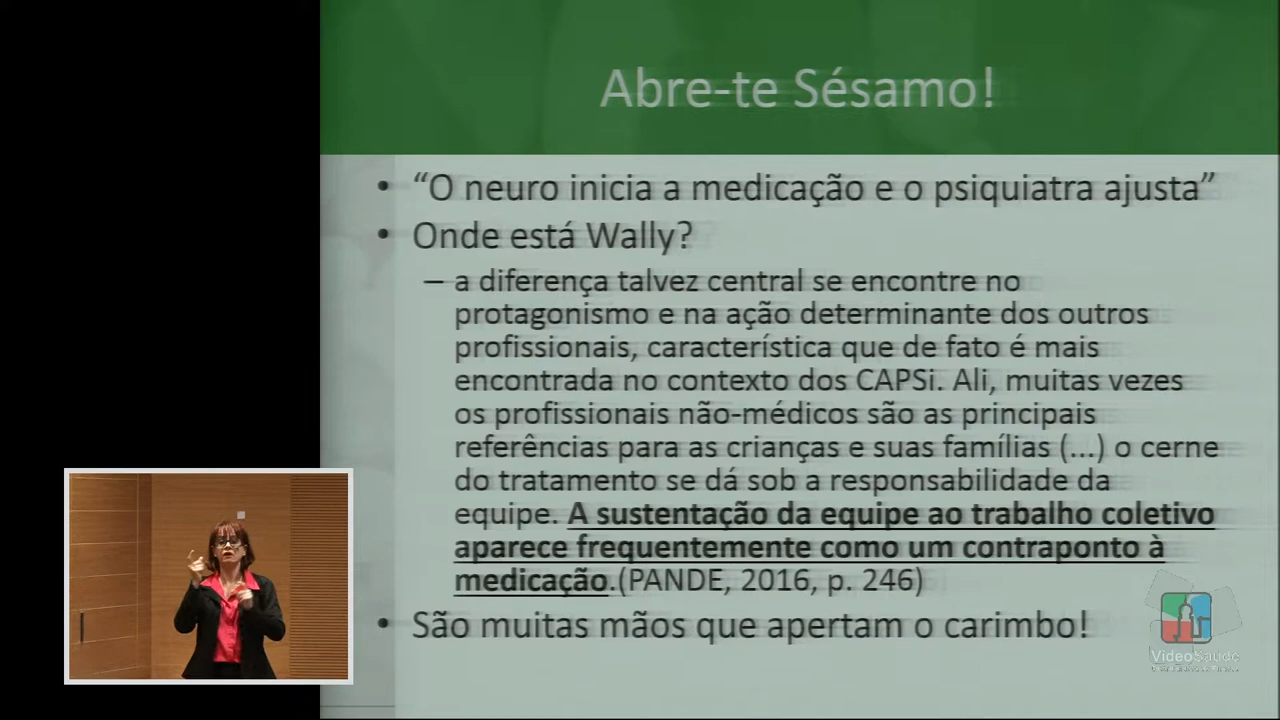 Abre-te Sésamo!
• “O neuro inicia a medicação e o psiquiatra ajusta”
• Onde está Wally?
– a diferença talvez central se encontre no
protagonismo e na ação determinante dos outros
profissionais, característica que de fato é mais
encontrada no contexto dos CAPSi. Ali, muitas vezes
os profissionais não-médicos são as principais
referências para as crianças e suas famílias (...) o cerne
do tratamento se dá sob a responsabilidade da
equipe. A sustentação da equipe ao trabalho coletivo
aparece frequentemente como um contraponto à
medicação.(PANDE, 2016, p. 246)
• São muitas mãos que apertam o carimbo!
VideoSaúde